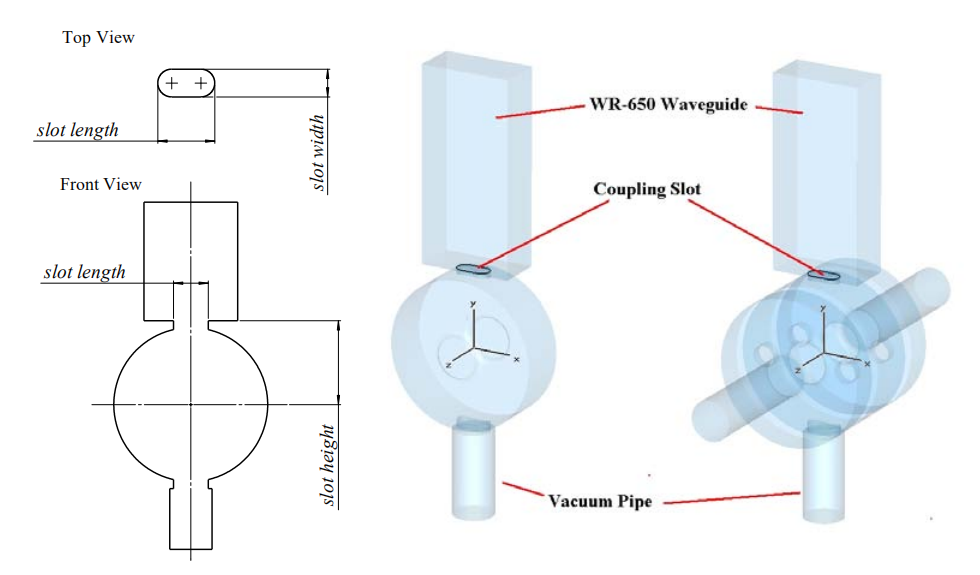 Top View
slot length
slot width
Front View
slot length
slot height
WR-650 Waveguide
Coupling Slot
Vacuum Pipe
y
x
z
y
x
z